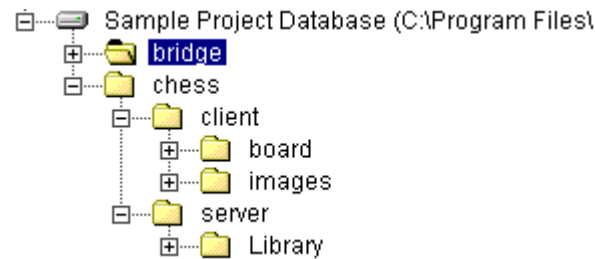 Sample Project Database (C:\Program Files\
bridge
chess
client
board
images
server
Library